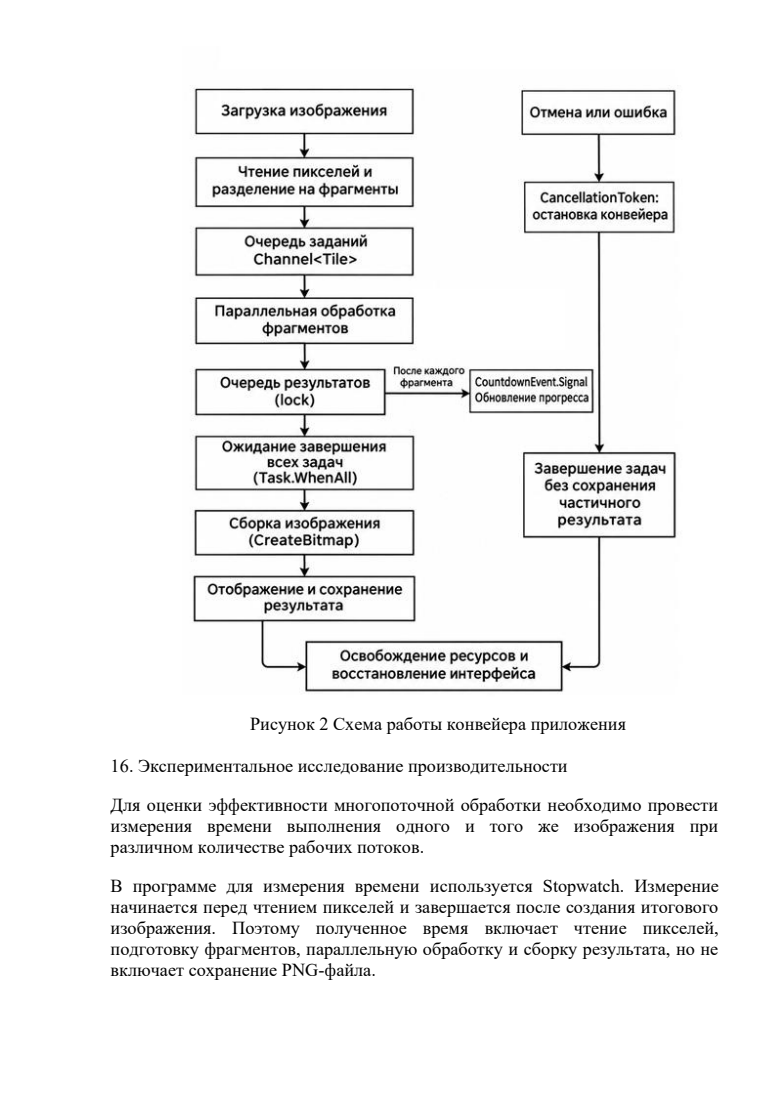 Загрузка изображения
Чтение пикселей и
разделение на фрагменты
Очередь заданий
Channel<Tile>
Параллельная обработка
фрагментов
Очередь результатов
(lock)
После каждого
фрагмента
CountdownEvent.Signal
Обновление прогресса
Ожидание завершения
всех задач
(Task.WhenAll)
Сборка изображения
(CreateBitmap)
Отображение и сохранение
результата
Отмена или ошибка
CancellationToken:
остановка конвейера
Завершение задач
без сохранения
частичного
результата
Освобождение ресурсов и
восстановление интерфейса
Рисунок 2 Схема работы конвейера приложения
16. Экспериментальное исследование производительности
Для оценки эффективности многопоточной обработки необходимо провести
измерения времени выполнения одного и того же изображения при
различном количестве рабочих потоков.
В программе для измерения времени используется Stopwatch. Измерение
начинается перед чтением пикселей и завершается после создания итогового
изображения. Поэтому полученное время включает чтение пикселей,
подготовку фрагментов, параллельную обработку и сборку результата, но не
включает сохранение PNG-файла.